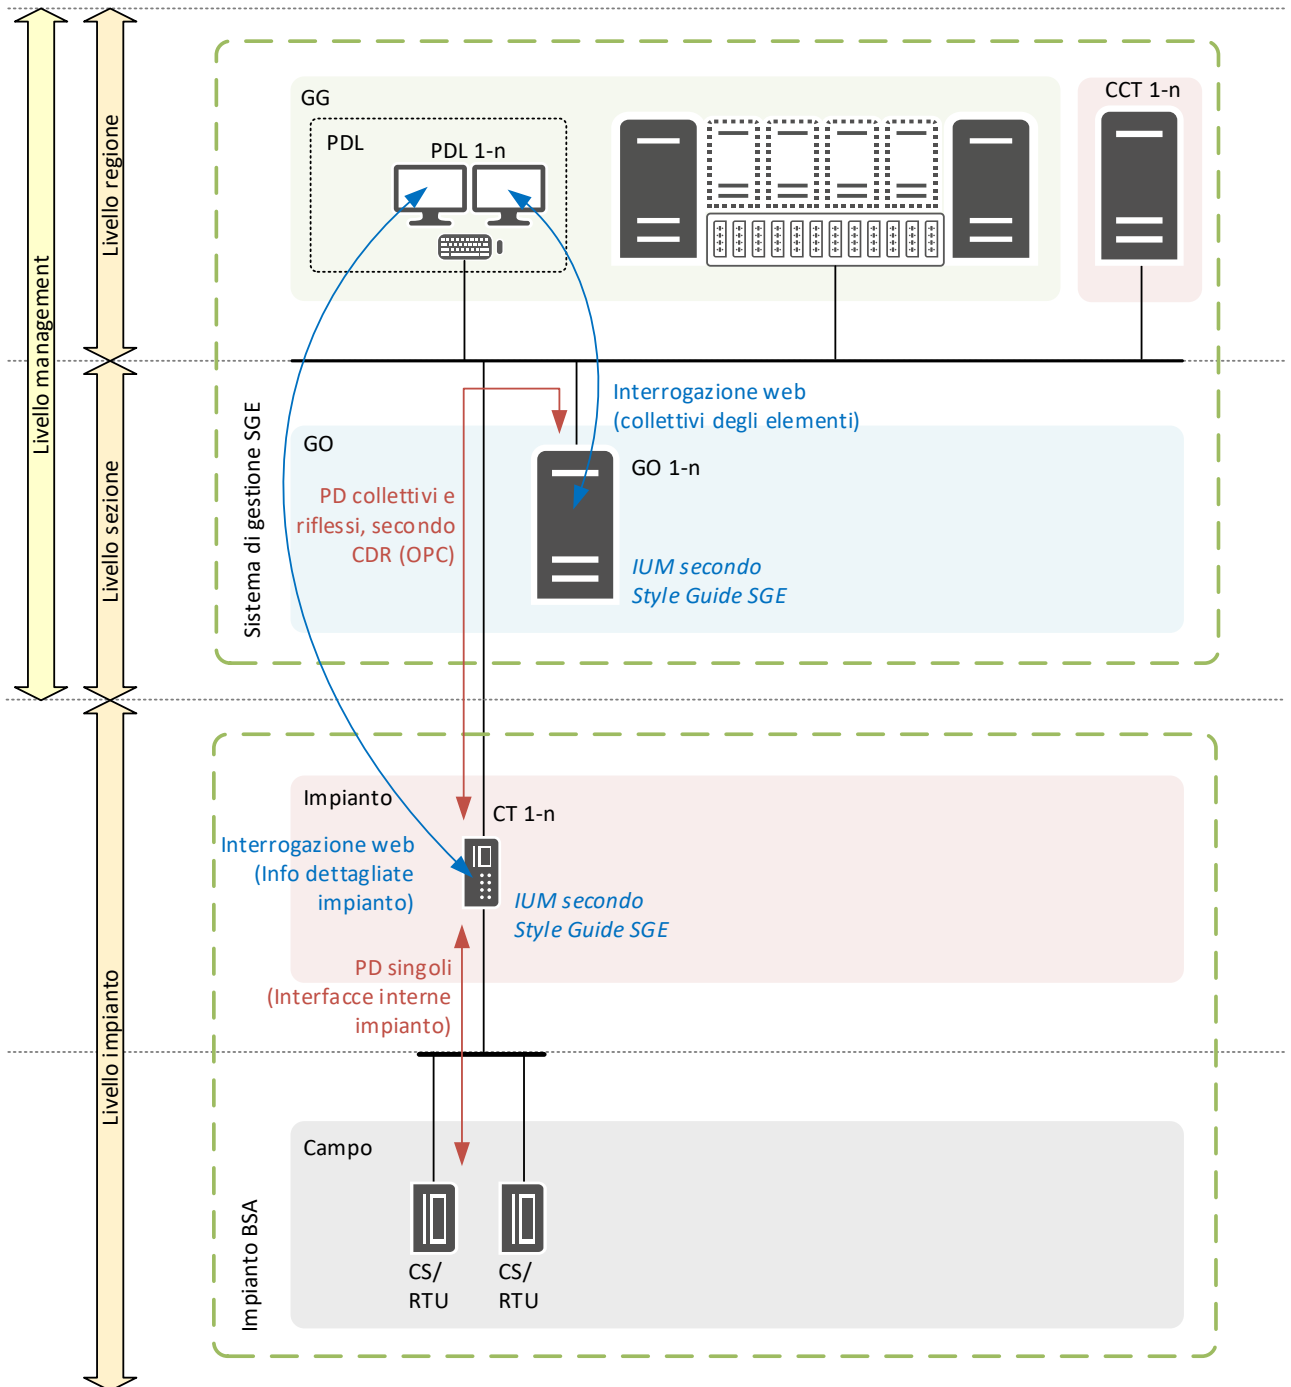 Livello management
Livello regione
Livello sezione
Livello impianto
Sistema di gestione SGE
GG
PDL
PDL 1-n
CCT 1-n
Interrogazione web
(collettivi degli elementi)
GO
GO 1-n
PD collettivi e
riflessi, secondo
CDR (OPC)
IUM secondo
Style Guide SGE
Impianto BSA
Impianto
CT 1-n
Interrogazione web
(Info dettagliate
impianto)
IUM secondo
Style Guide SGE
PD singoli
(Interfacce interne
impianto)
Campo
CS/
RTU
CS/
RTU